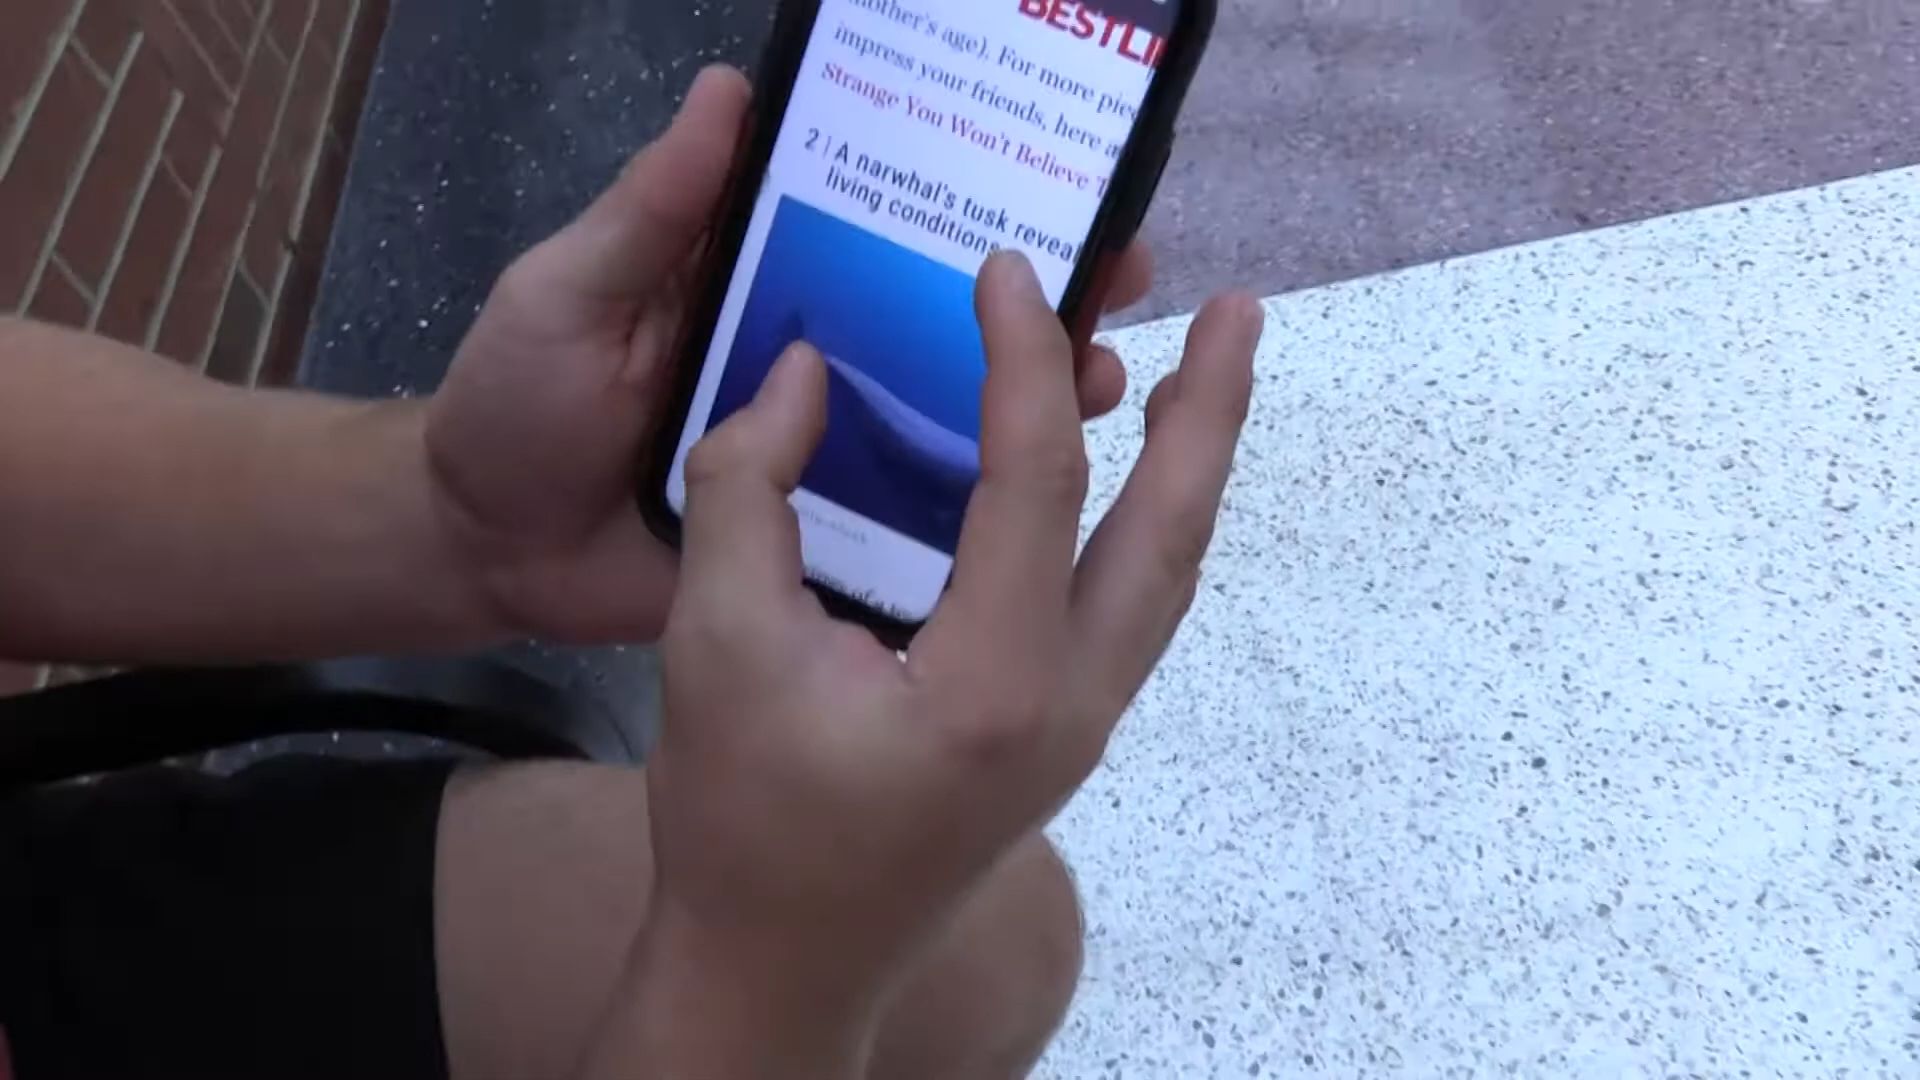 BESTLI
mother's age). For more piec
impress your friends, here a
Strange You Won't Believe T
2 | A narwhal's tusk reveal
living conditions